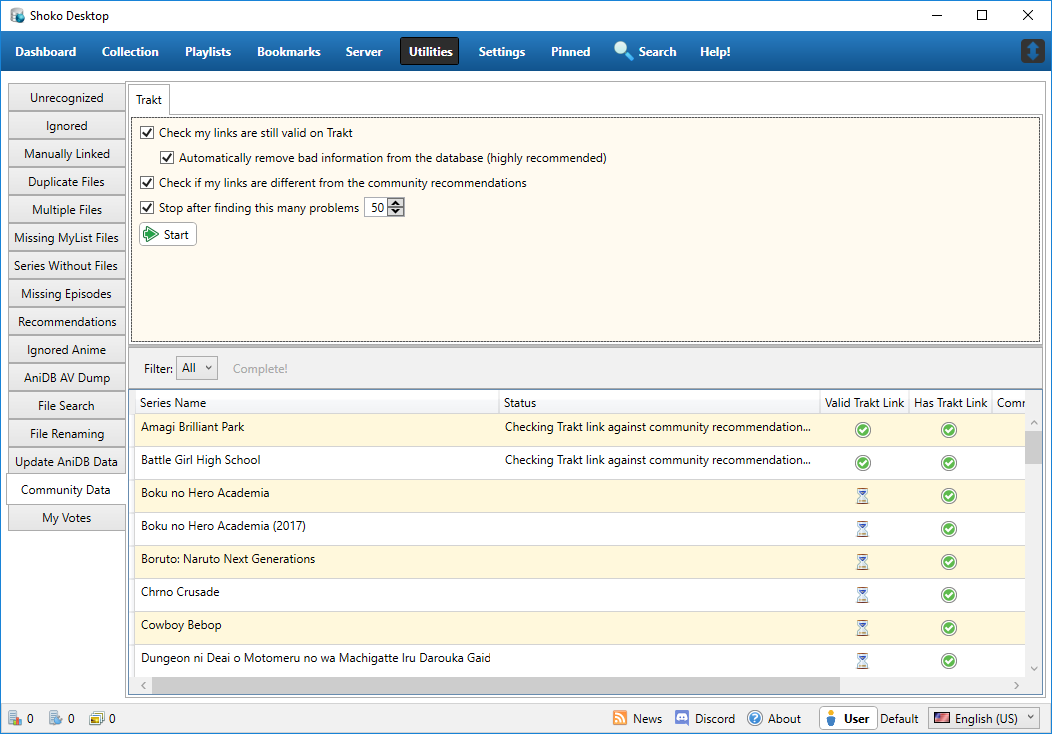 Shoko Desktop
Dashboard Collection Playlists Bookmarks Server Utilities Settings Pinned Search Help!
Unrecognized
Ignored
Manually Linked
Duplicate Files
Multiple Files
Missing MyList Files
Series Without Files
Missing Episodes
Recommendations
Ignored Anime
AniDB AV Dump
File Search
File Renaming
Update AniDB Data
Community Data
My Votes
Trakt
Check my links are still valid on Trakt
Automatically remove bad information from the database (highly recommended)
Check if my links are different from the community recommendations
Stop after finding this many problems 50
Start
Filter: All Complete!
Series Name Status Valid Trakt Link Has Trakt Link Comm
Amagi Brilliant Park Checking Trakt link against community recommendation...
Battle Girl High School Checking Trakt link against community recommendation...
Boku no Hero Academia
Boku no Hero Academia (2017)
Boruto: Naruto Next Generations
Chrno Crusade
Cowboy Bebop
Dungeon ni Deai o Motomeru no wa Machigatte Iru Darouka Gaid
0 0 0 News Discord About User Default English (US)